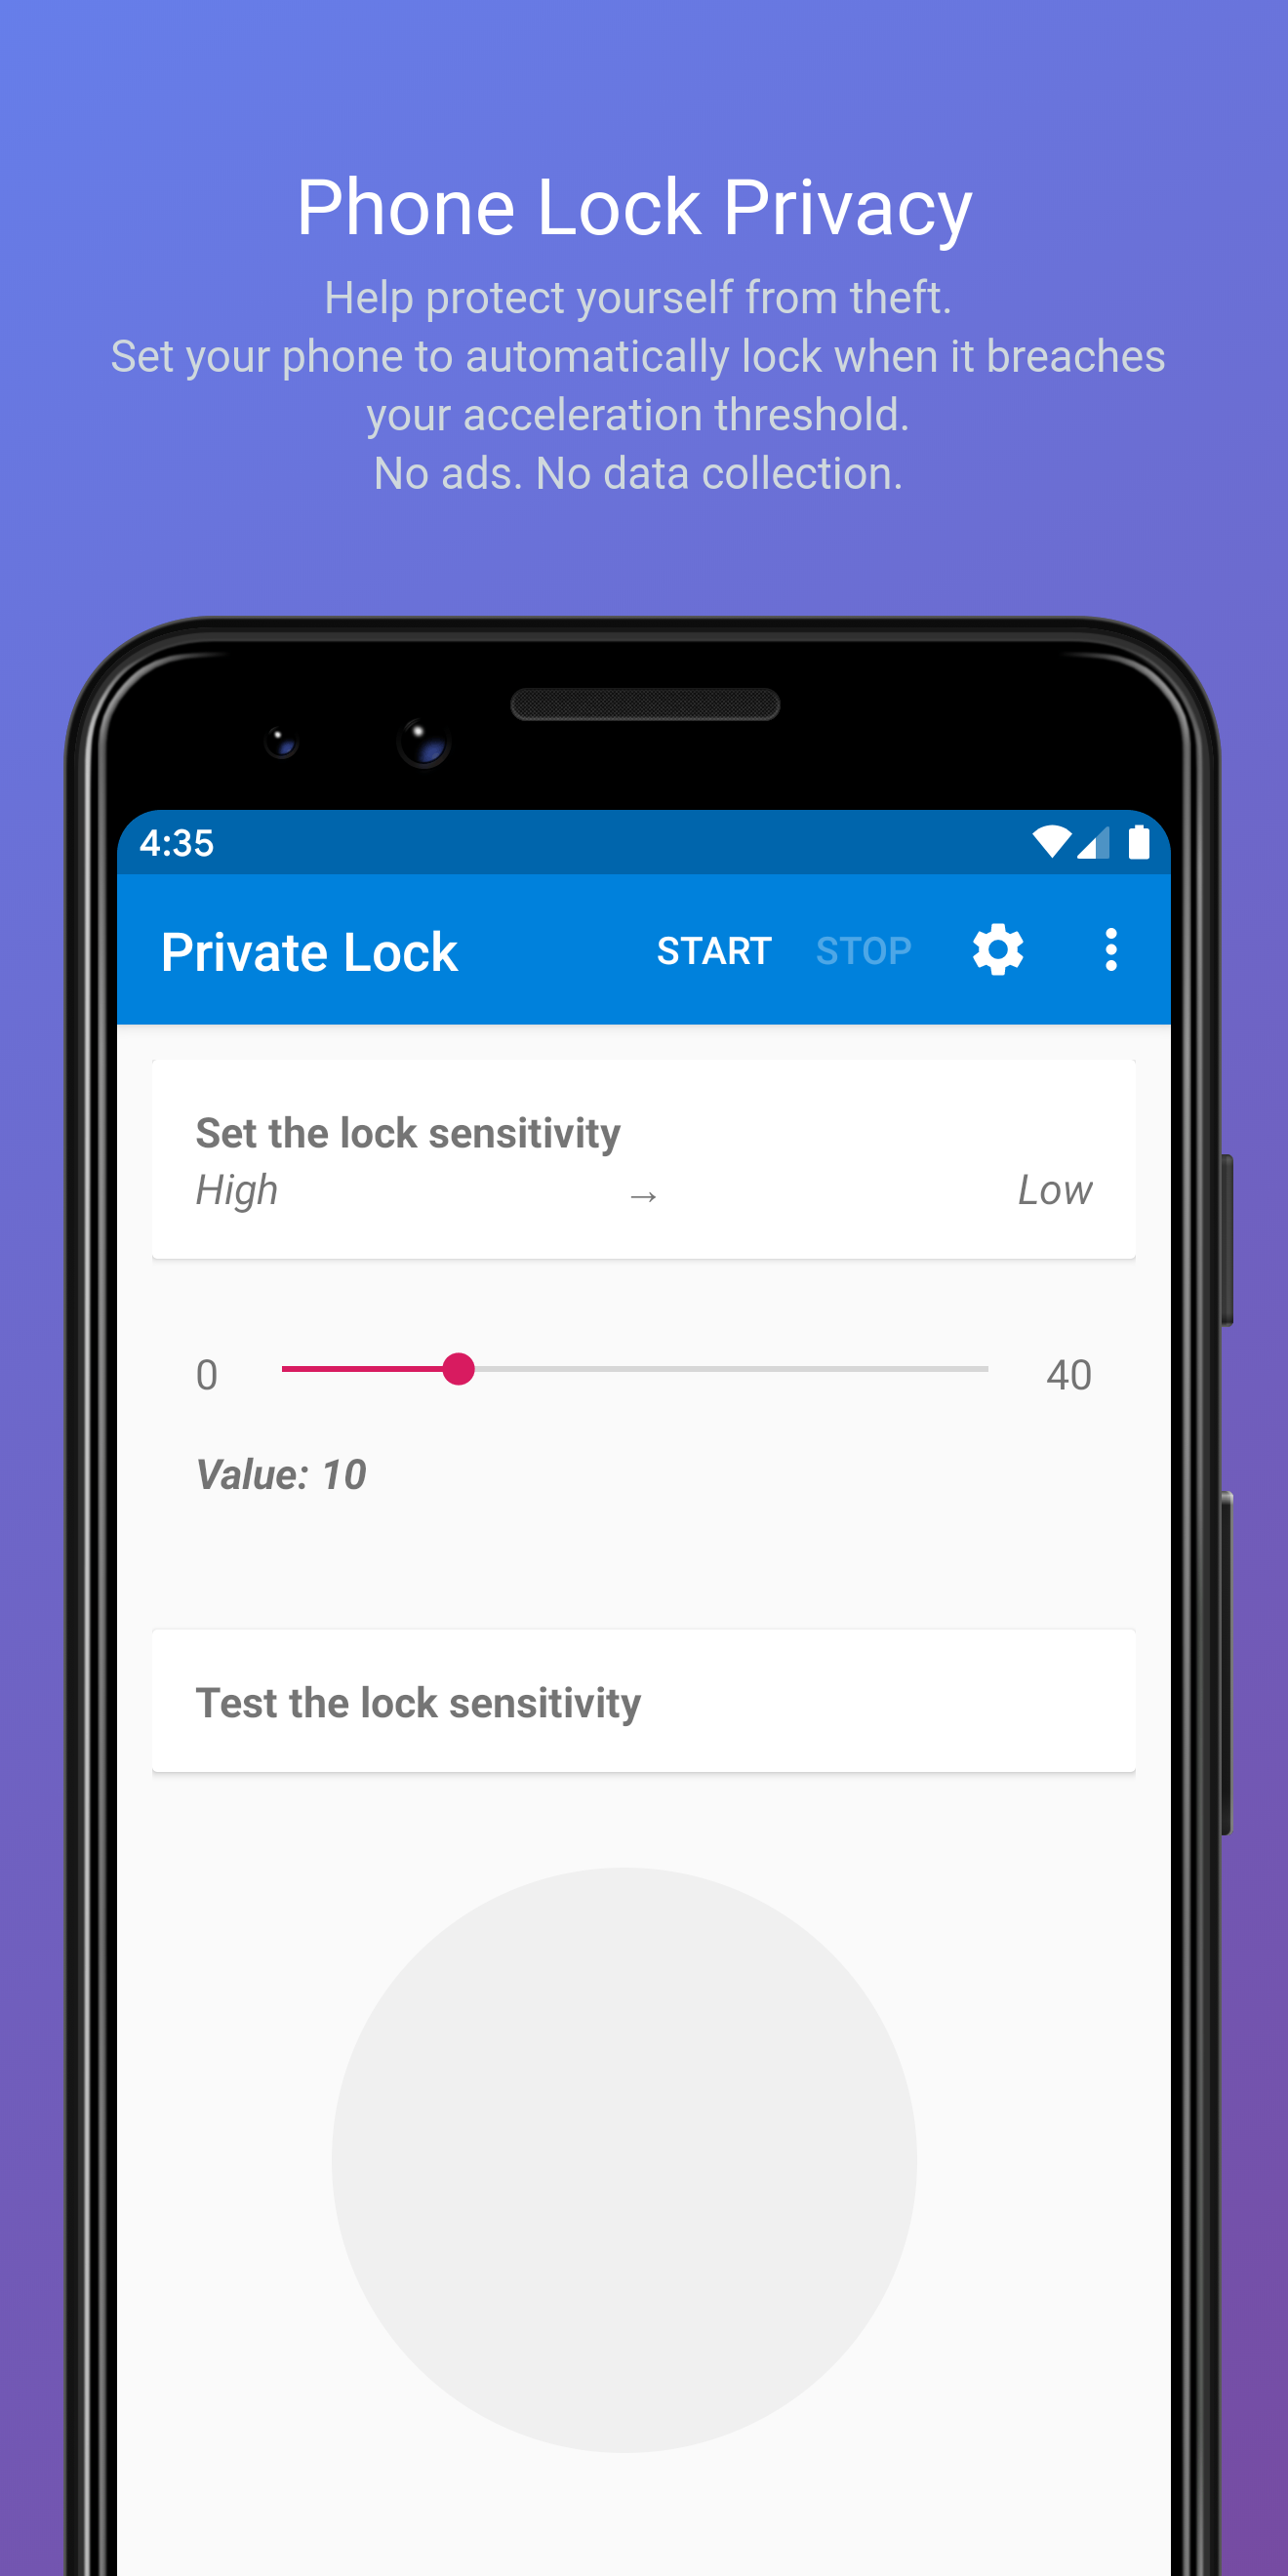 Phone Lock Privacy
Help protect yourself from theft.
Set your phone to automatically lock when it breaches
your acceleration threshold.
No ads. No data collection.
4:35
Private Lock START STOP
Set the lock sensitivity
High → Low
0 40
Value: 10
Test the lock sensitivity